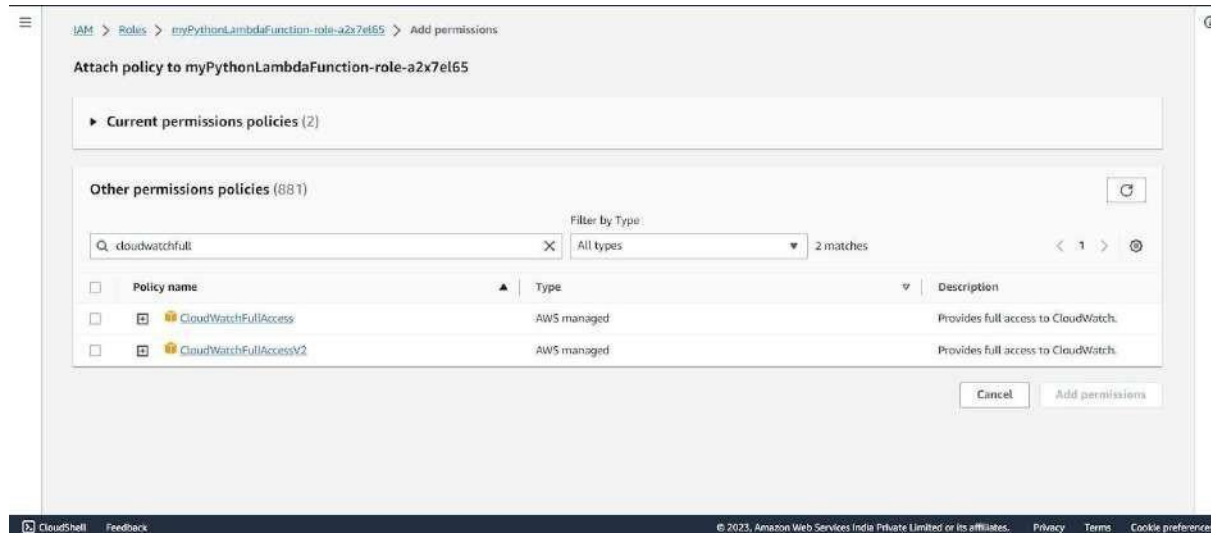 IAM > Roles > myPythonLambdaFunction-role-a2x7el65 > Add permissions
Attach policy to myPythonLambdaFunction-role-a2x7el65
Current permissions policies (2)
Other permissions policies (881)
Filter by Type
cloudwatchfull All types 2 matches 1
Policy name Type Description
CloudWatchFullAccess AWS managed Provides full access to CloudWatch.
CloudWatchFullAccessV2 AWS managed Provides full access to CloudWatch.
Cancel Add permissions
CloudShell Feedback © 2023, Amazon Web Services India Private Limited or its affiliates. Privacy Terms Cookie preferences